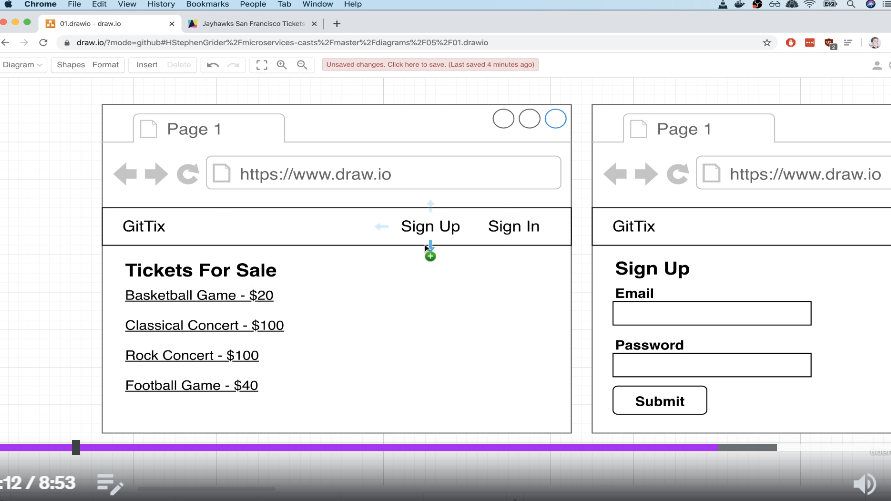 Chrome File Edit View History Bookmarks People Tab Window Help
01.drawio - draw.io
Jayhawks San Francisco Tickets
draw.io/?mode=github#HStephenGrider%2Fmicroservices-casts%2Fmaster%2Fdiagrams%2F05%2F01.drawio
2
Diagram Shapes Format Insert Delete Unsaved changes. Click here to save. (Last saved 4 minutes ago)
Page 1
https://www.draw.io
GitTix Sign Up Sign In
Tickets For Sale
Basketball Game - $20
Classical Concert - $100
Rock Concert - $100
Football Game - $40
Page 1
https://www.draw.io
GitTix
Sign Up
Email
Password
Submit
:12 / 8:53